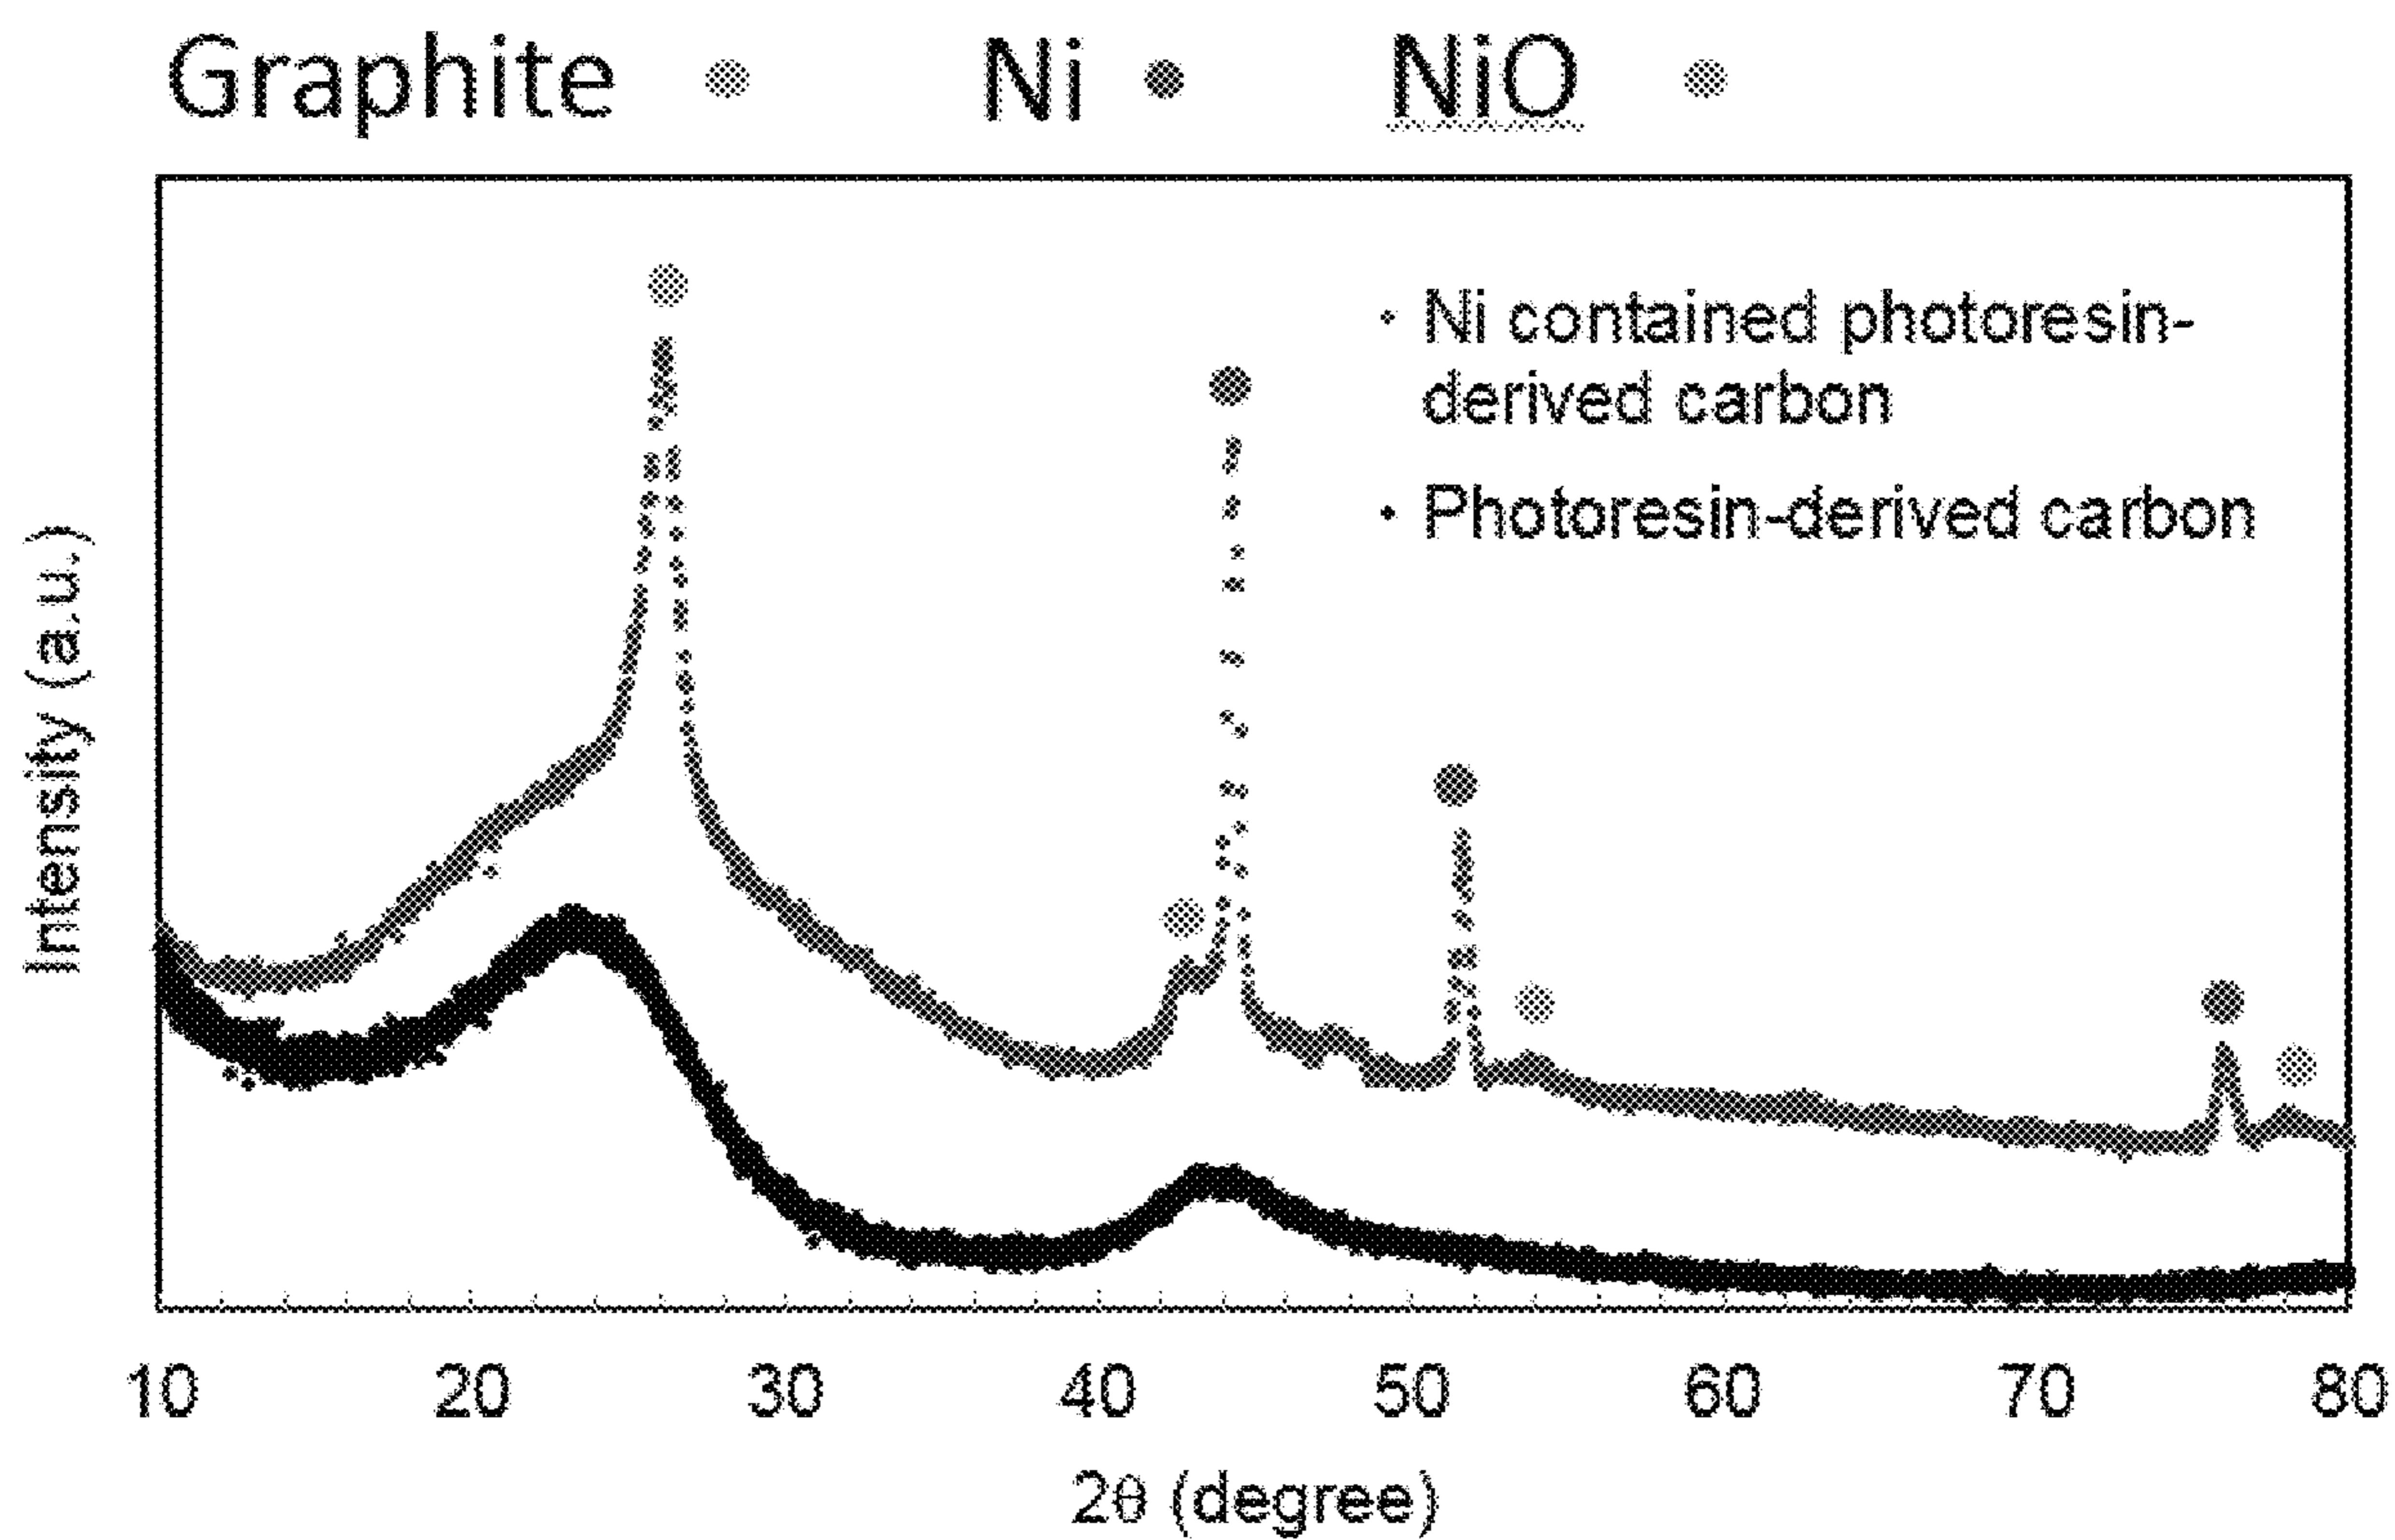 Graphite Ni NiO
Ni contained photoresin-
derived carbon
Photoresin-derived carbon
Intensity (a.u.)
10 20 30 40 50 60 70 80
2θ (degree)